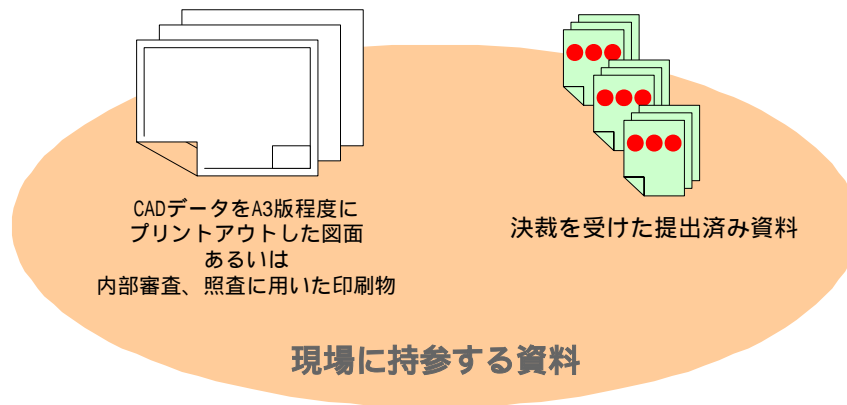 CADデータをA3版程度に
プリントアウトした図面
あるいは
内部審査、照査に用いた印刷物
決裁を受けた提出済み資料
現場に持参する資料